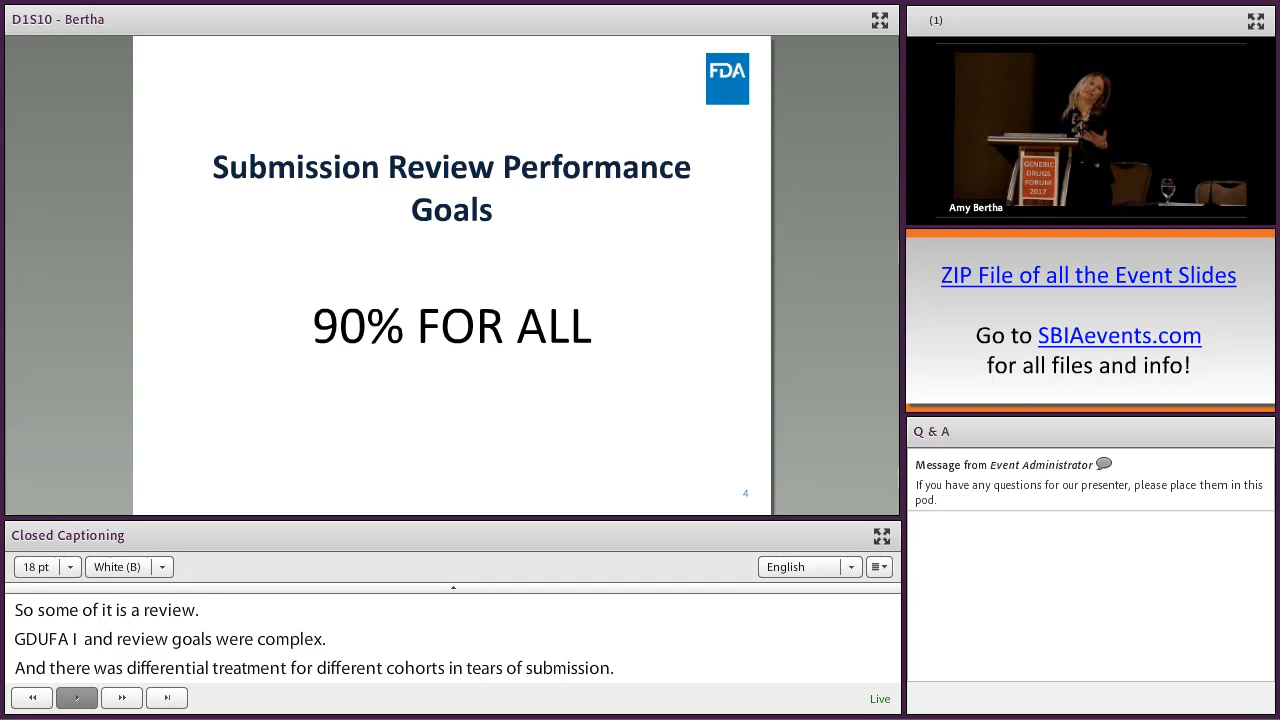 D1S10 - Bertha
FDA
Submission Review Performance
Goals
90% FOR ALL
4
Closed Captioning
18 pt
White (B)
English
So some of it is a review.
GDUFA I  and review goals were complex.
And there was differential treatment for different cohorts in tears of submission.
Live
(1)
GENERIC
DRUGS
FORUM
2017
Amy Bertha
ZIP File of all the Event Slides
Go to SBIAevents.com
for all files and info!
Q & A
Message from Event Administrator
If you have any questions for our presenter, please place them in this
pod.